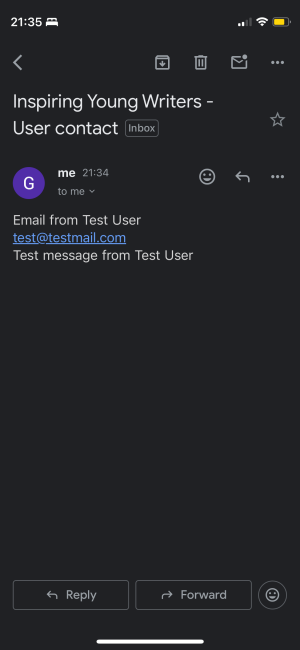 21:35
Inspiring Young Writers -
User contact Inbox
G
me 21:34
to me
Email from Test User
test@testmail.com
Test message from Test User
Reply
Forward